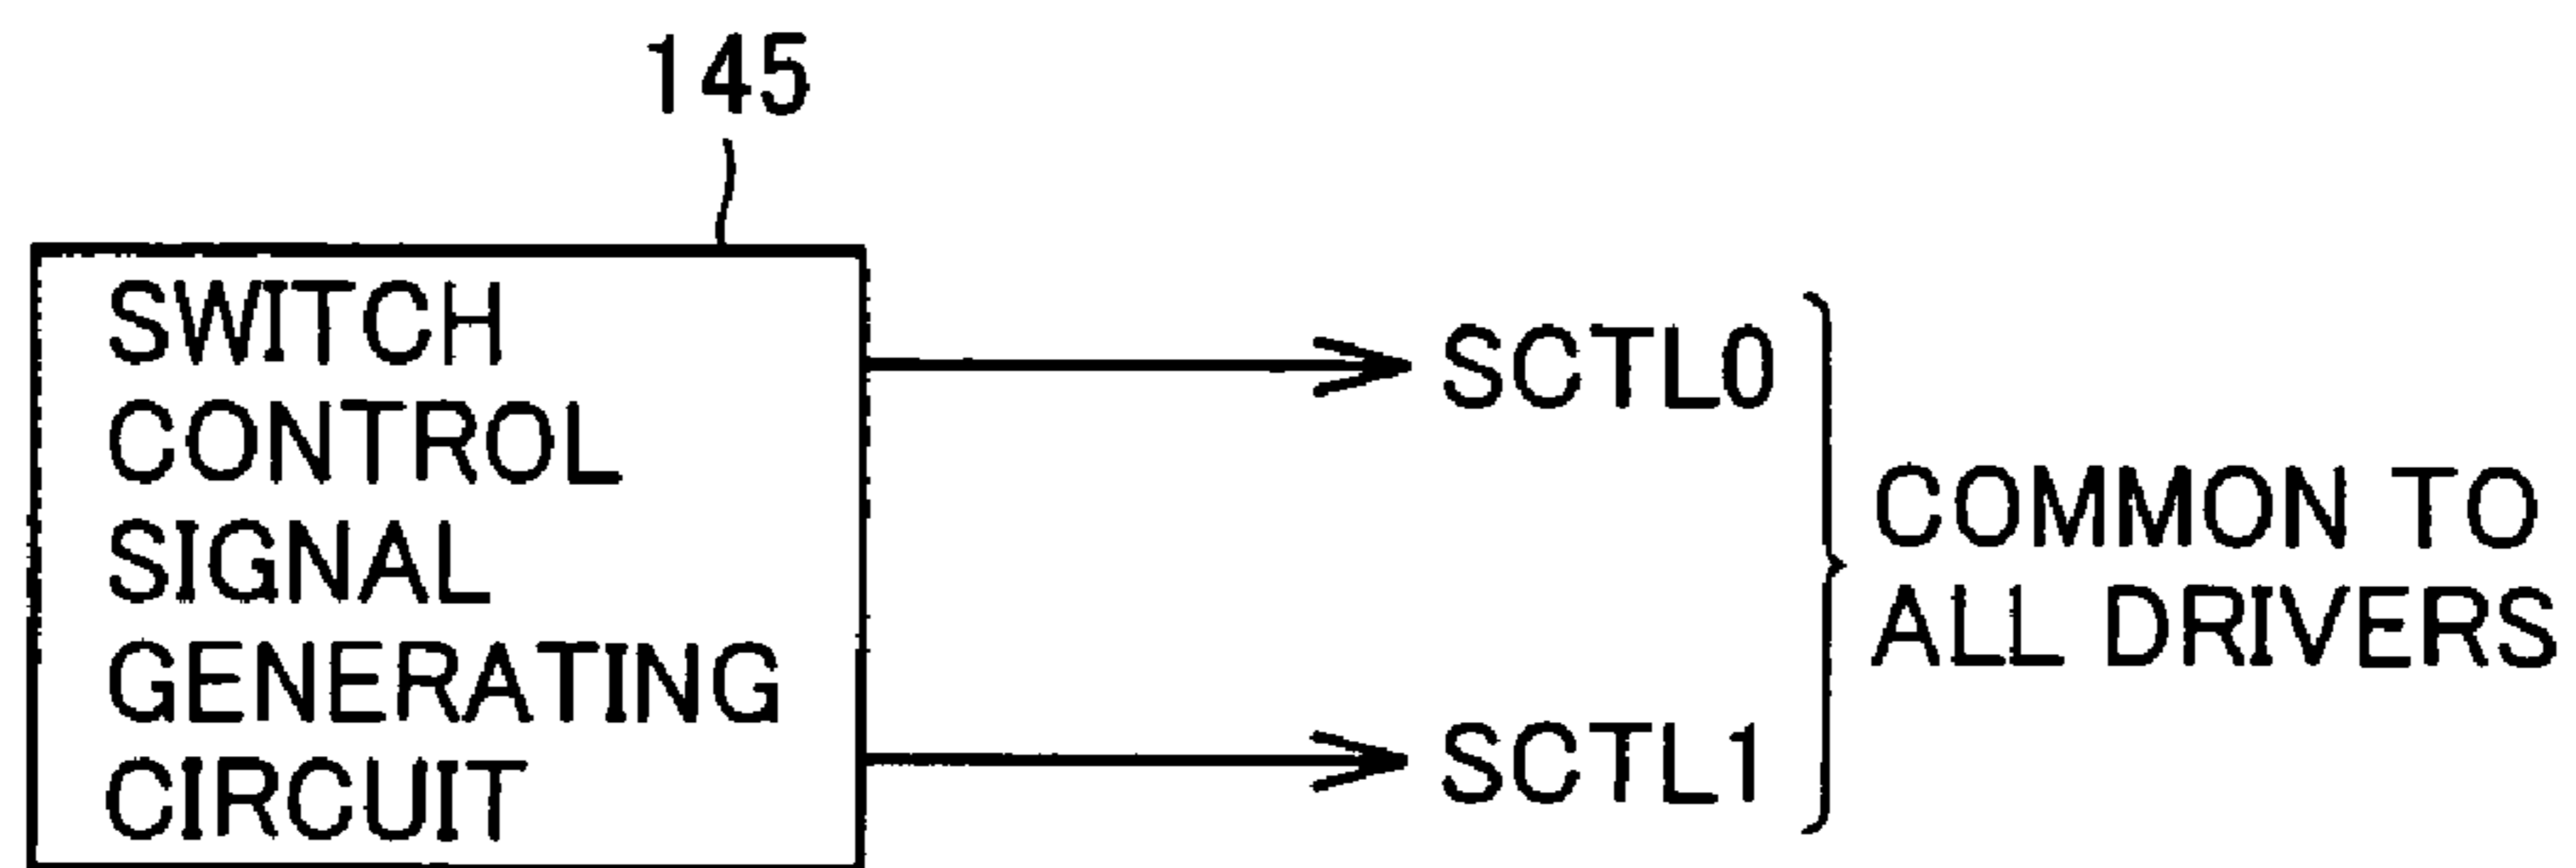 145
SWITCH
CONTROL
SIGNAL
GENERATING
CIRCUIT
SCTL0
SCTL1
COMMON TO
ALL DRIVERS